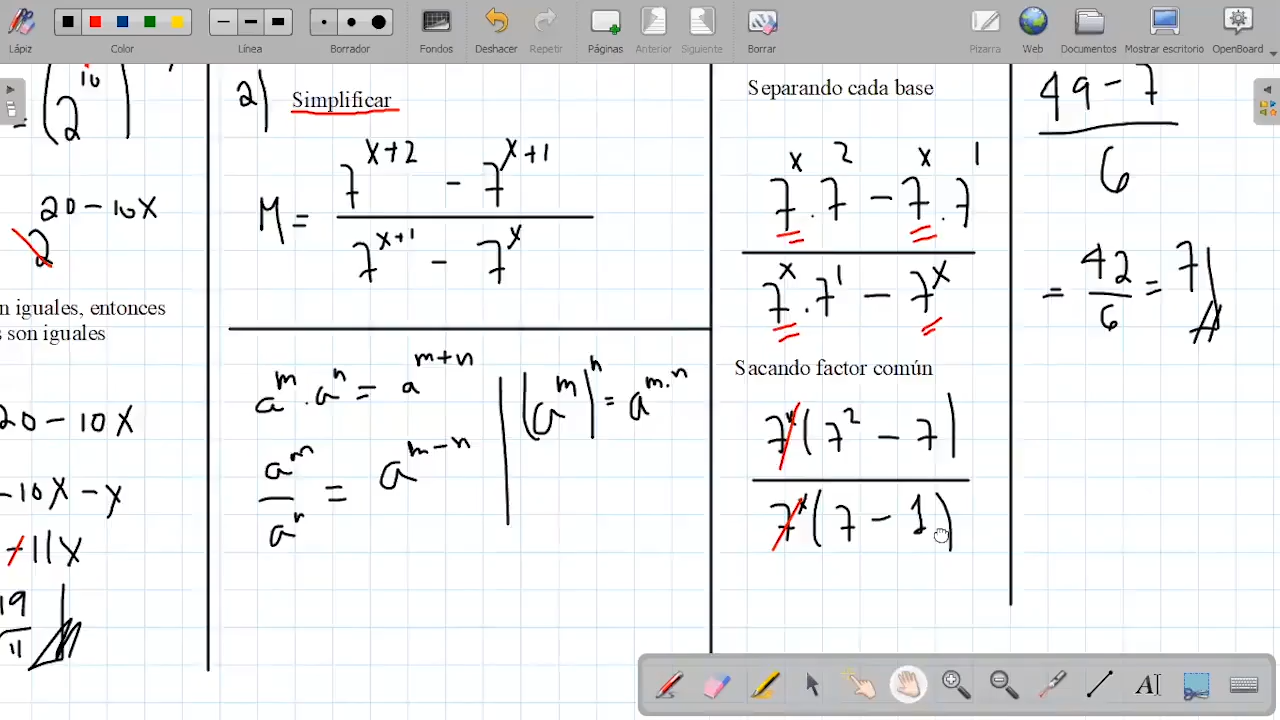 Lápiz
Color
Línea
Borrador
Fondos
Deshacer
Repetir
Páginas
Anterior
Siguiente
Borrar
Pizarra
Web
Documentos
Mostrar escritorio
OpenBoard
= (2^10)
2^20-10x
n iguales, entonces
s son iguales
20 - 10x
-10x - x
-11x
19/11
2) Simplificar
M = (7^x+2 - 7^x+1)/(7^x+1 - 7^x)
a^m . a^n = a^m+n
(a^m)^n = a^m.n
a^m/a^n = a^m-n
Separando cada base
7^x . 7^2 - 7^x . 7^1
7^x . 7^1 - 7^x
Sacando factor común
7^x (7^2 - 7)
7^x (7 - 1)
49 - 7
6
= 42/6 = 7
AI